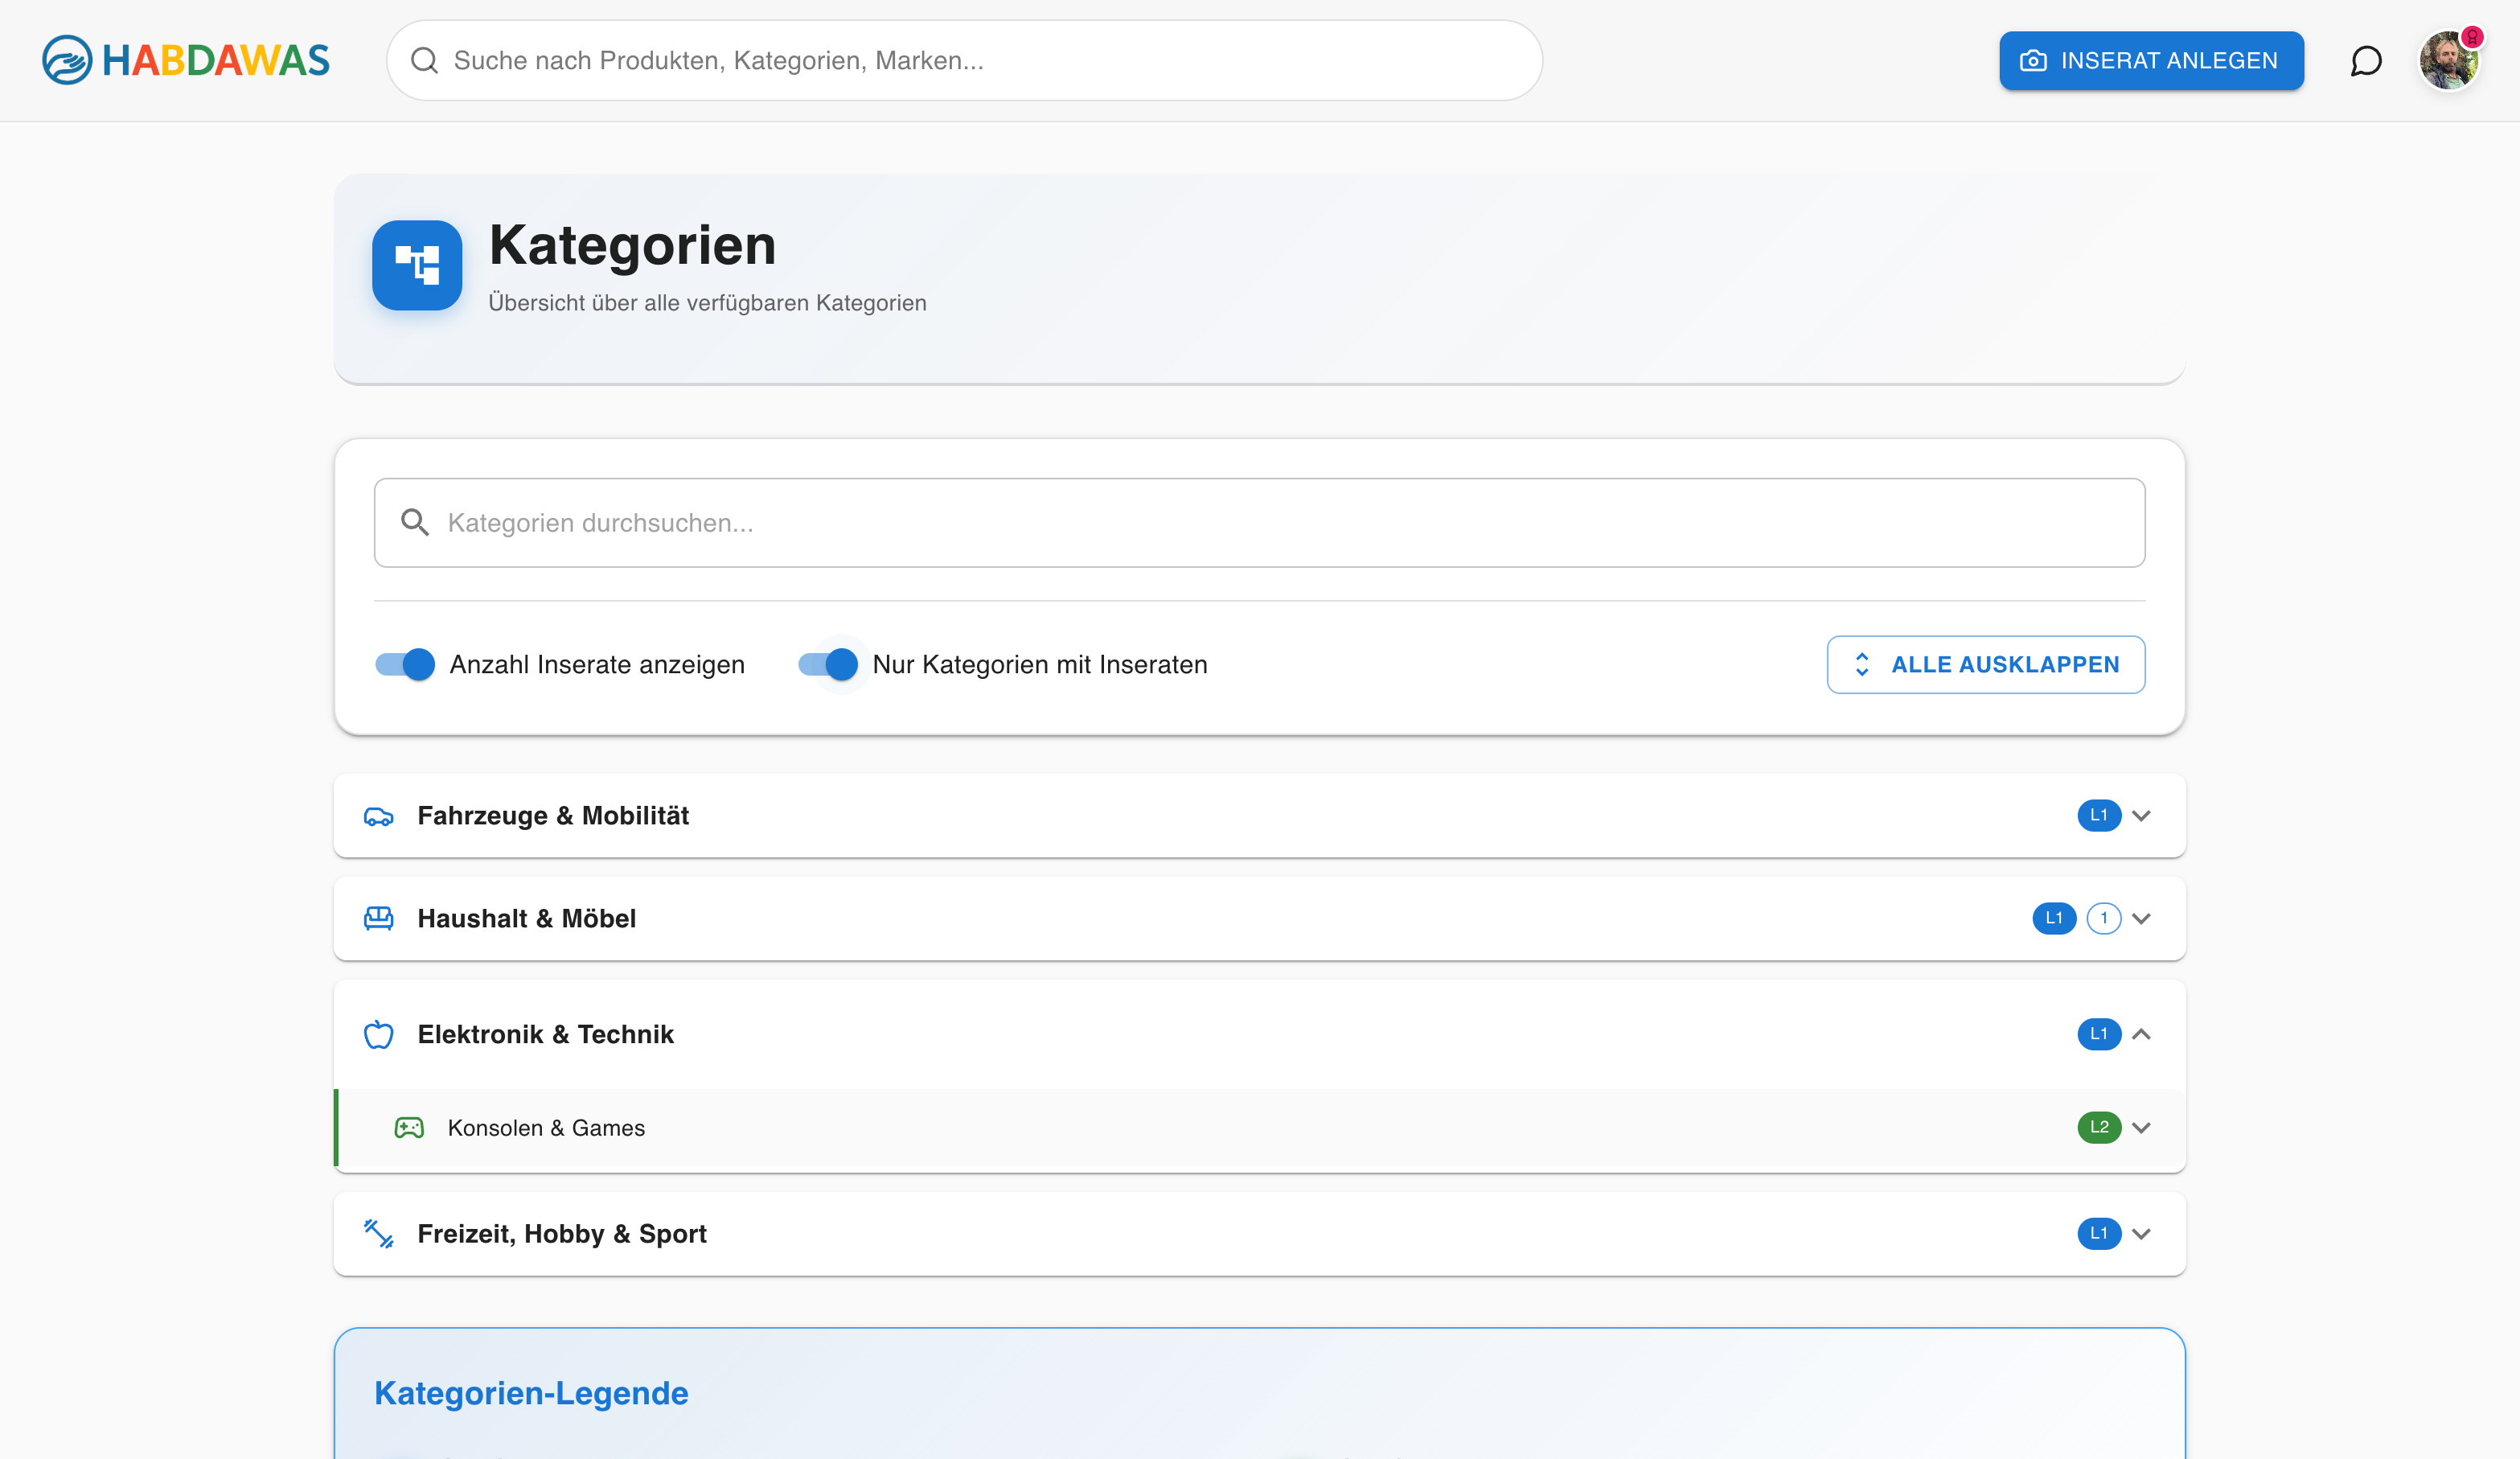 HABDAWAS
Suche nach Produkten, Kategorien, Marken...
INSERAT ANLEGEN
Kategorien
Übersicht über alle verfügbaren Kategorien
Kategorien durchsuchen...
Anzahl Inserate anzeigen
Nur Kategorien mit Inseraten
ALLE AUSKLAPPEN
Fahrzeuge & Mobilität
L1
Haushalt & Möbel
L1
1
Elektronik & Technik
L1
Konsolen & Games
L2
Freizeit, Hobby & Sport
L1
Kategorien-Legende